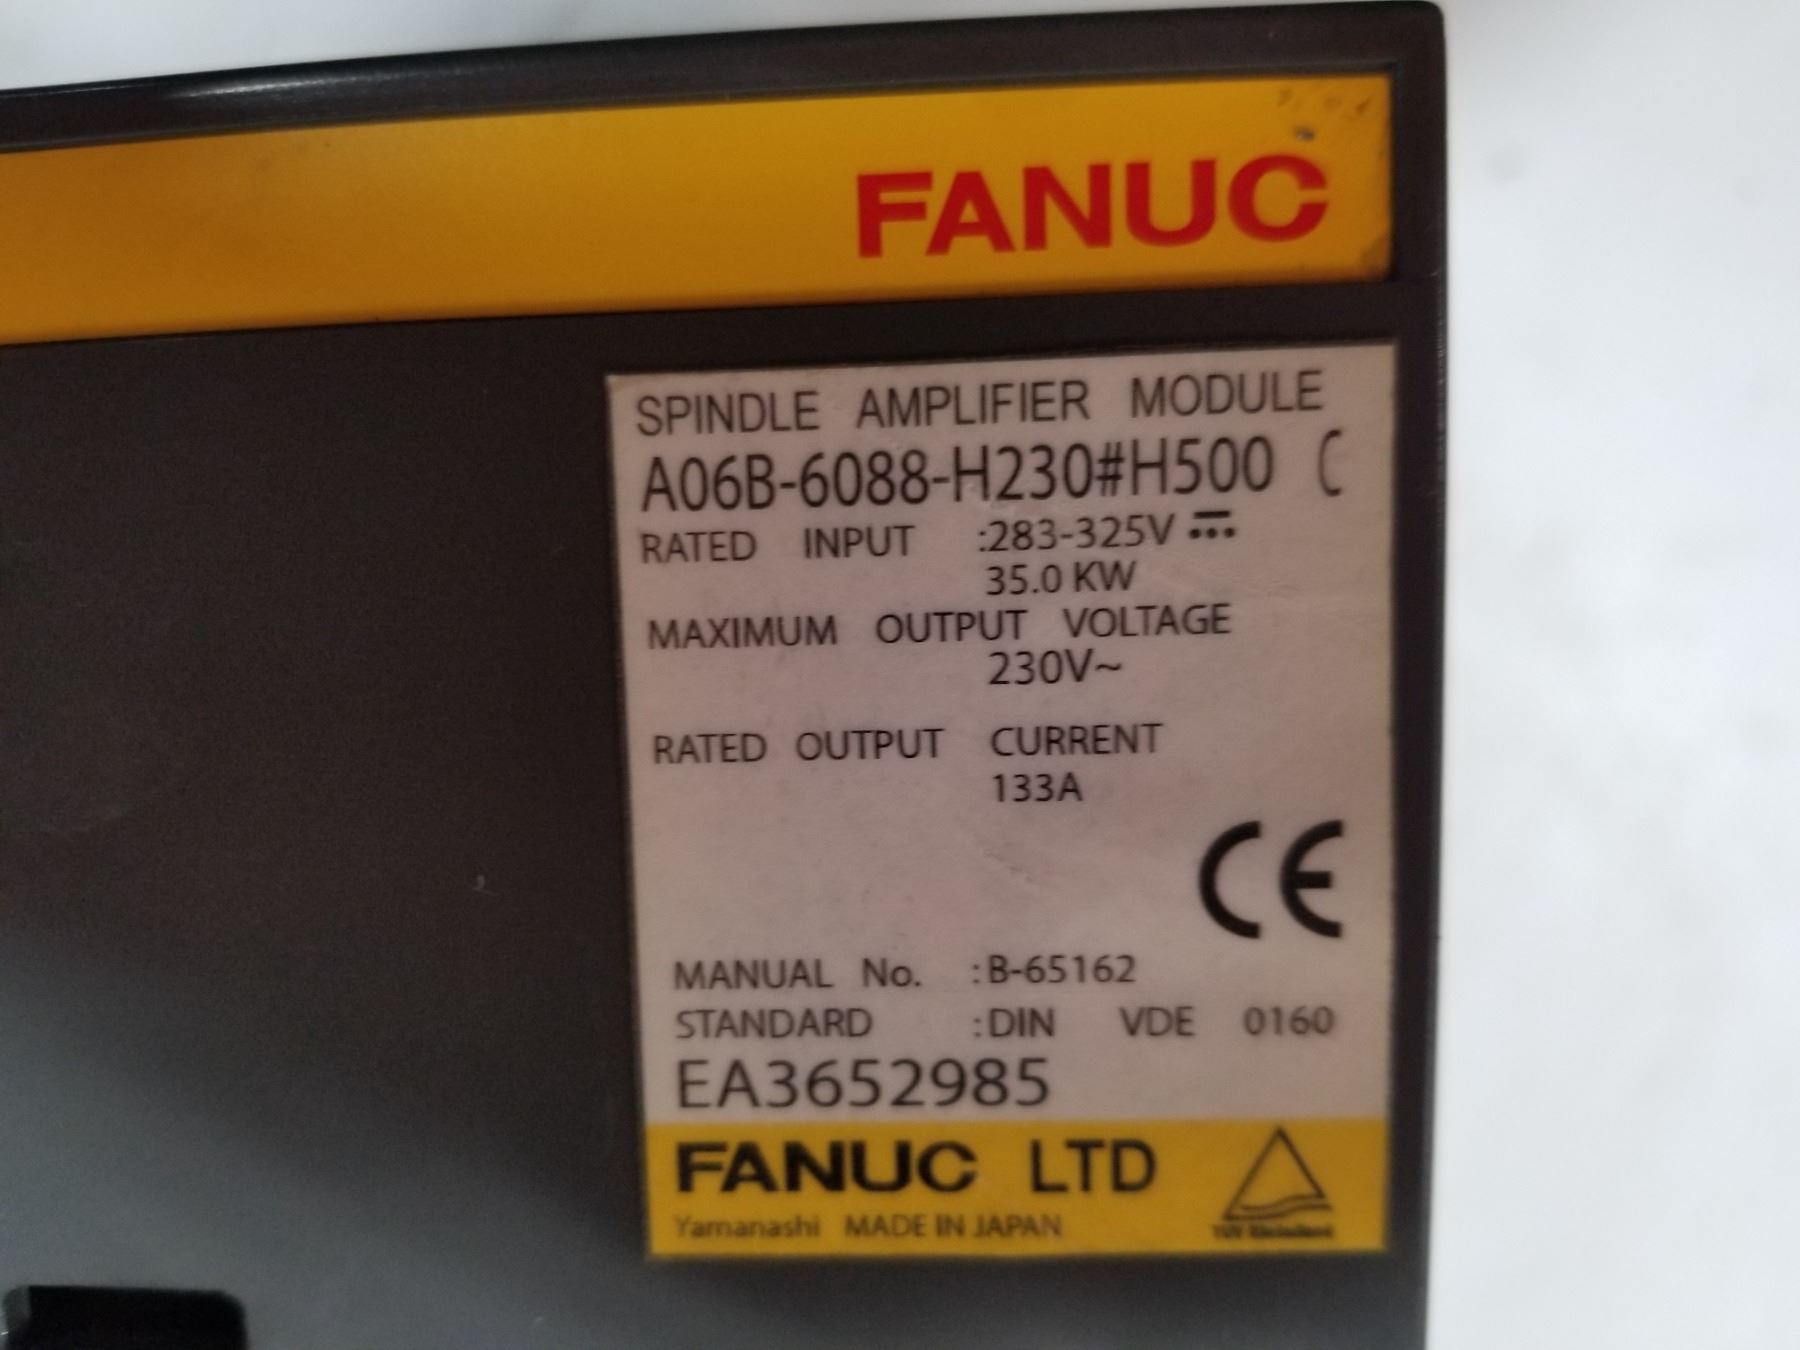 FANUC
SPINDLE AMPLIFIER MODULE
A06B-6088-H230#H500 C
RATED INPUT :283-325V
35.0 KW
MAXIMUM OUTPUT VOLTAGE
230V~
RATED OUTPUT CURRENT
133A
CE
MANUAL No. :B-65162
STANDARD :DIN VDE 0160
EA3652985
FANUC LTD
Yamanashi MADE IN JAPAN